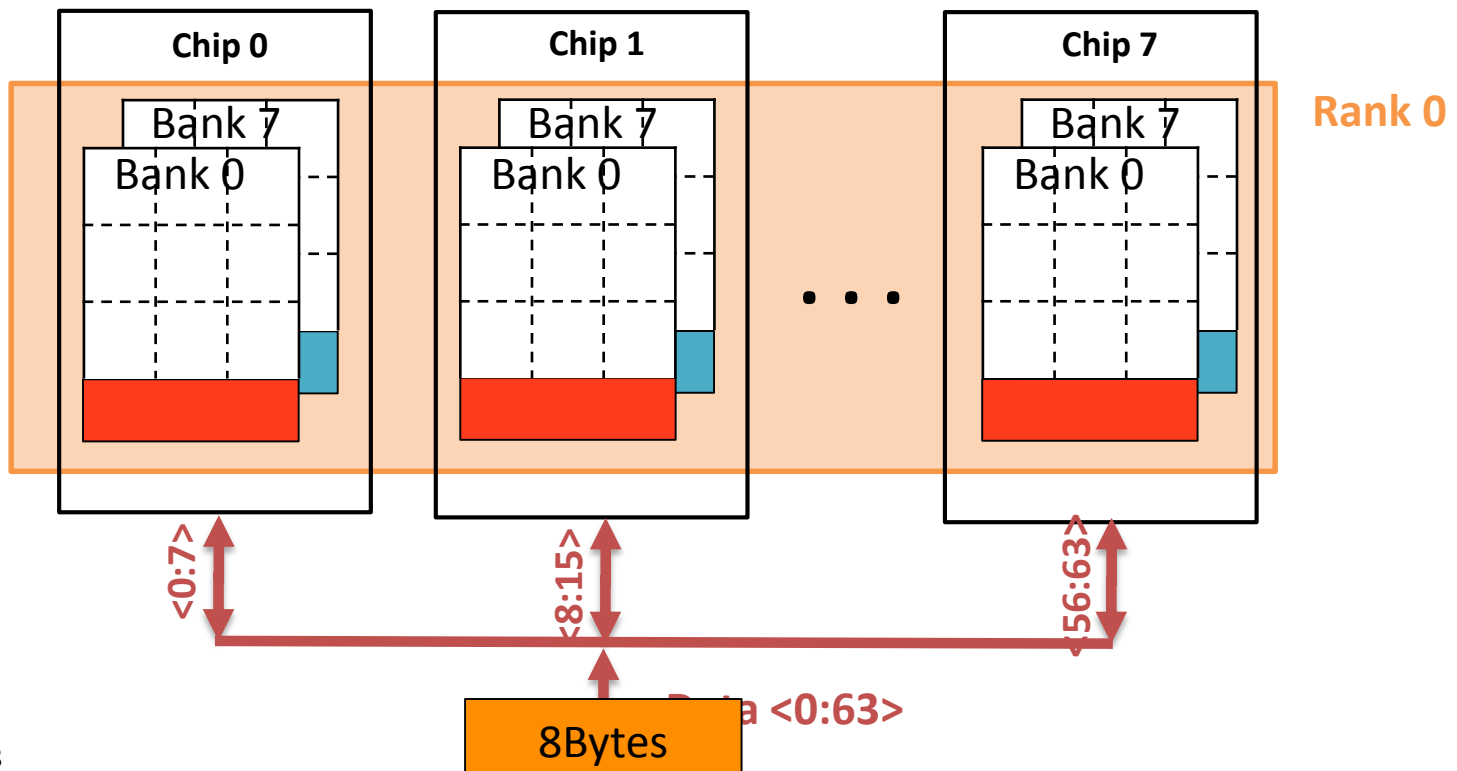 Chip 0
Chip 1
Chip 7
Rank 0
Bank 7
Bank 0
Bank 7
Bank 0
Bank 7
Bank 0
<0:7>
<8:15>
<56:63>
<0:63>
8Bytes